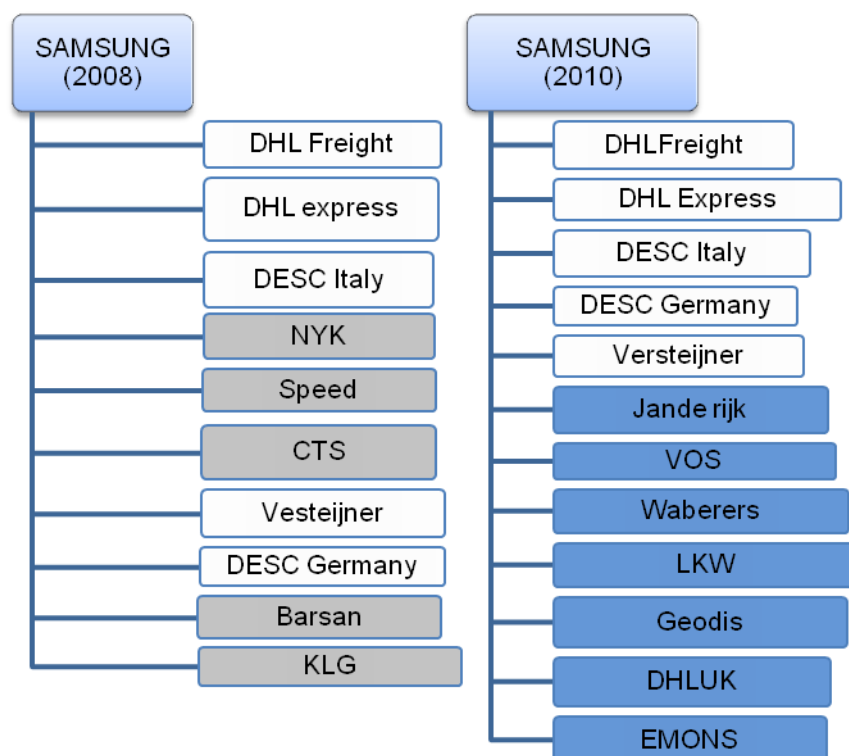 SAMSUNG
(2008)
DHL Freight
DHL express
DESC Italy
NYK
Speed
CTS
Vesteijner
DESC Germany
Barsan
KLG
SAMSUNG
(2010)
DHLFreight
DHL Express
DESC Italy
DESC Germany
Versteijner
Jande rijk
VOS
Waberers
LKW
Geodis
DHLUK
EMONS